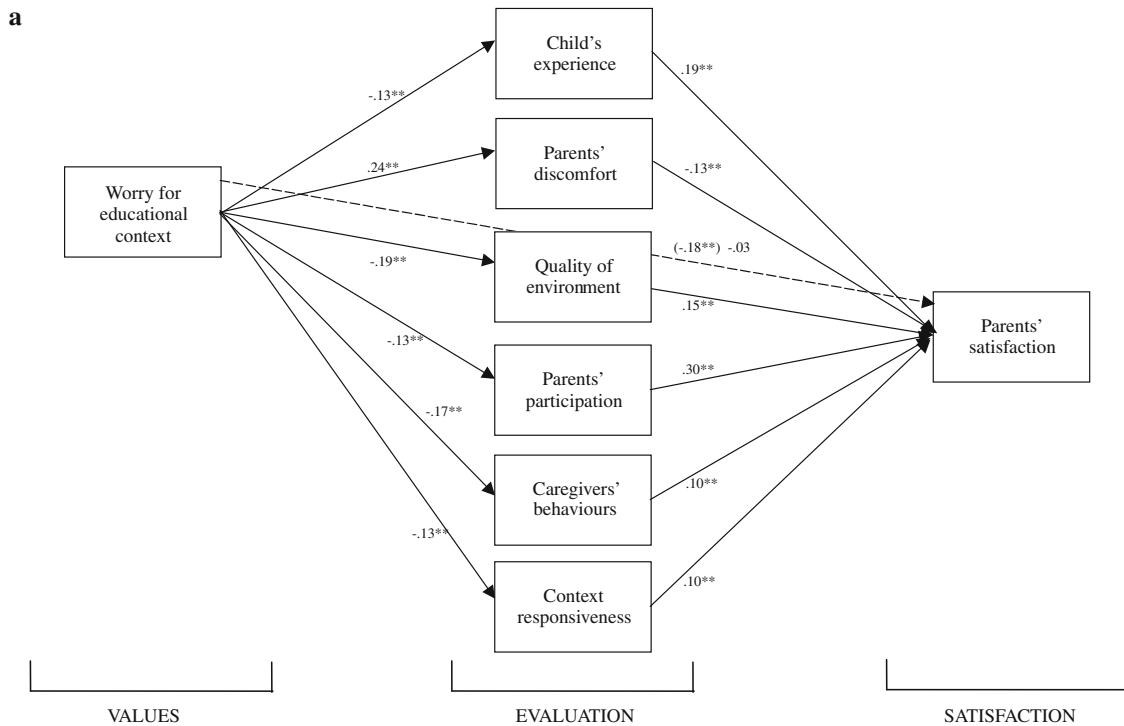 a
Child's
experience
-.13**
.19**
Parents'
discomfort
.24**
-.13**
Worry for
educational
context
Quality of
environment
-.19**
(-.18**) -.03
.15**
Parents'
satisfaction
Parents'
participation
-.13**
.30**
Caregivers'
behaviours
-.17**
.10**
Context
responsiveness
-.13**
.10**
VALUES
EVALUATION
SATISFACTION